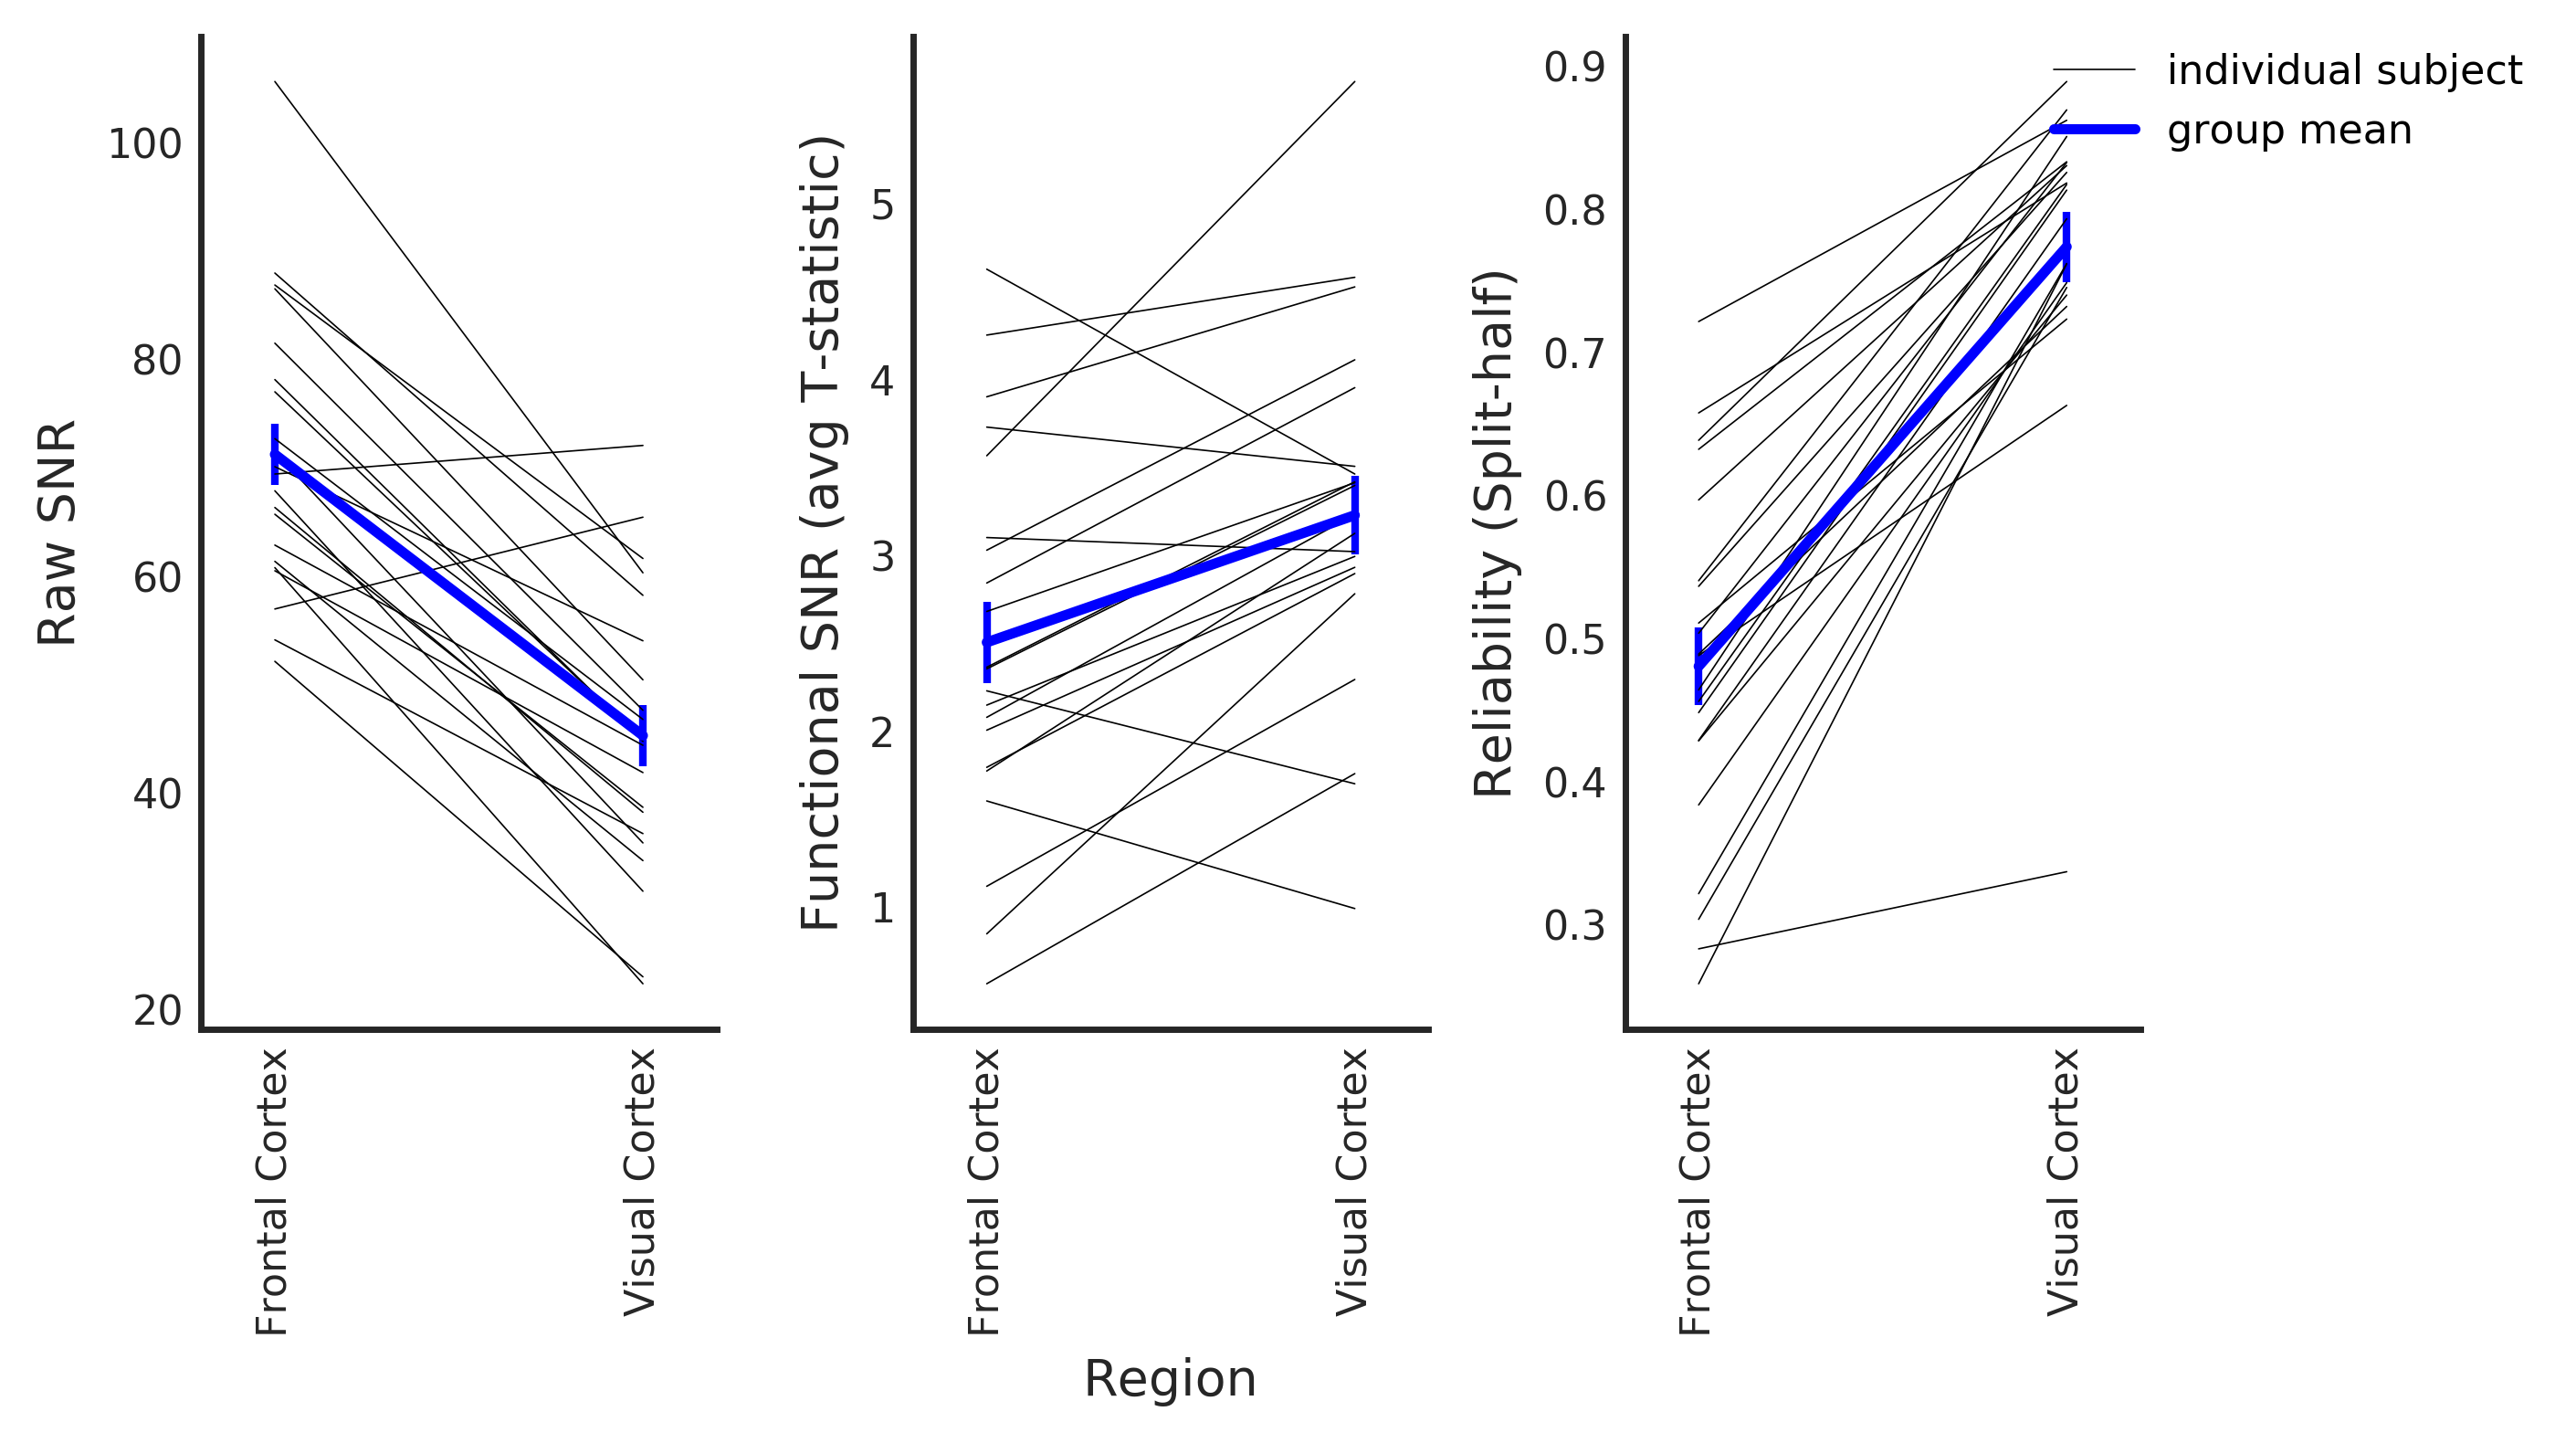 Raw SNR
100
80
60
40
20
Frontal Cortex
Visual Cortex
Functional SNR (avg T-statistic)
5
4
3
2
1
Frontal Cortex
Visual Cortex
Reliability (Split-half)
0.9
0.8
0.7
0.6
0.5
0.4
0.3
Frontal Cortex
Visual Cortex
individual subject
group mean
Region